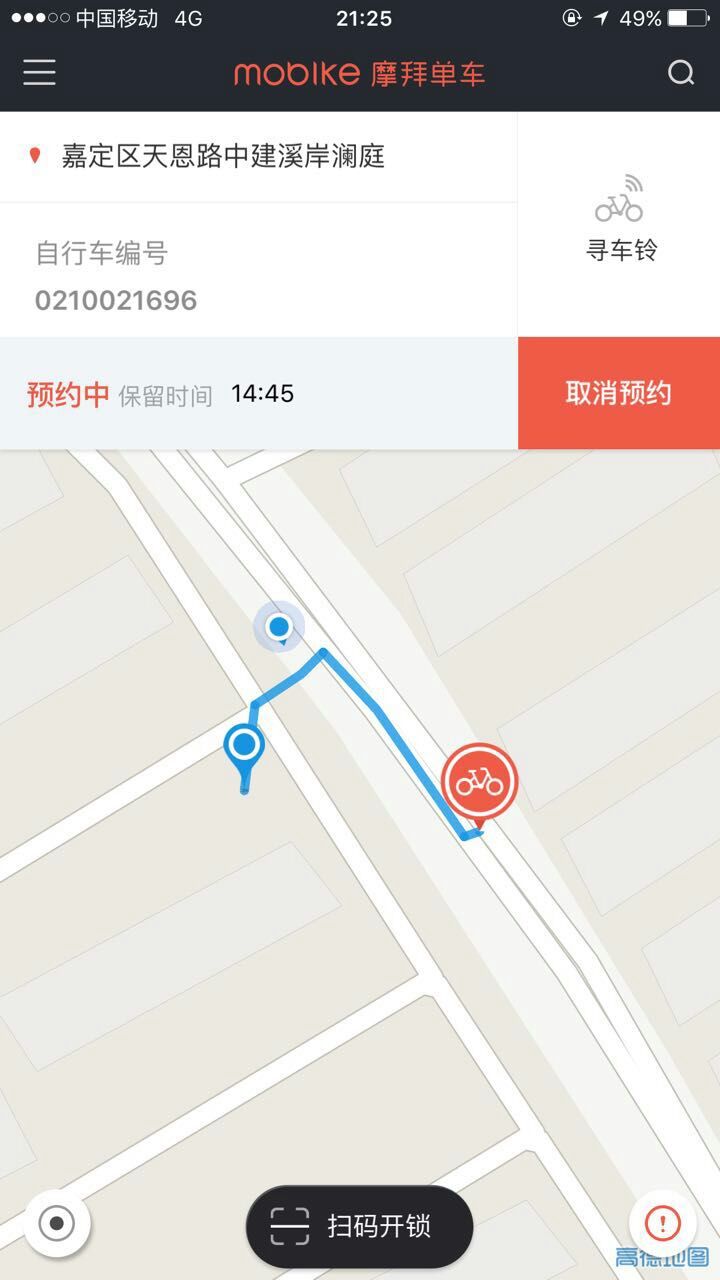 中国移动 4G 21:25 49%
mobike 摩拜单车
嘉定区天恩路中建溪岸澜庭
自行车编号
0210021696
寻车铃
预约中 保留时间 14:45
取消预约
扫码开锁
高德地图